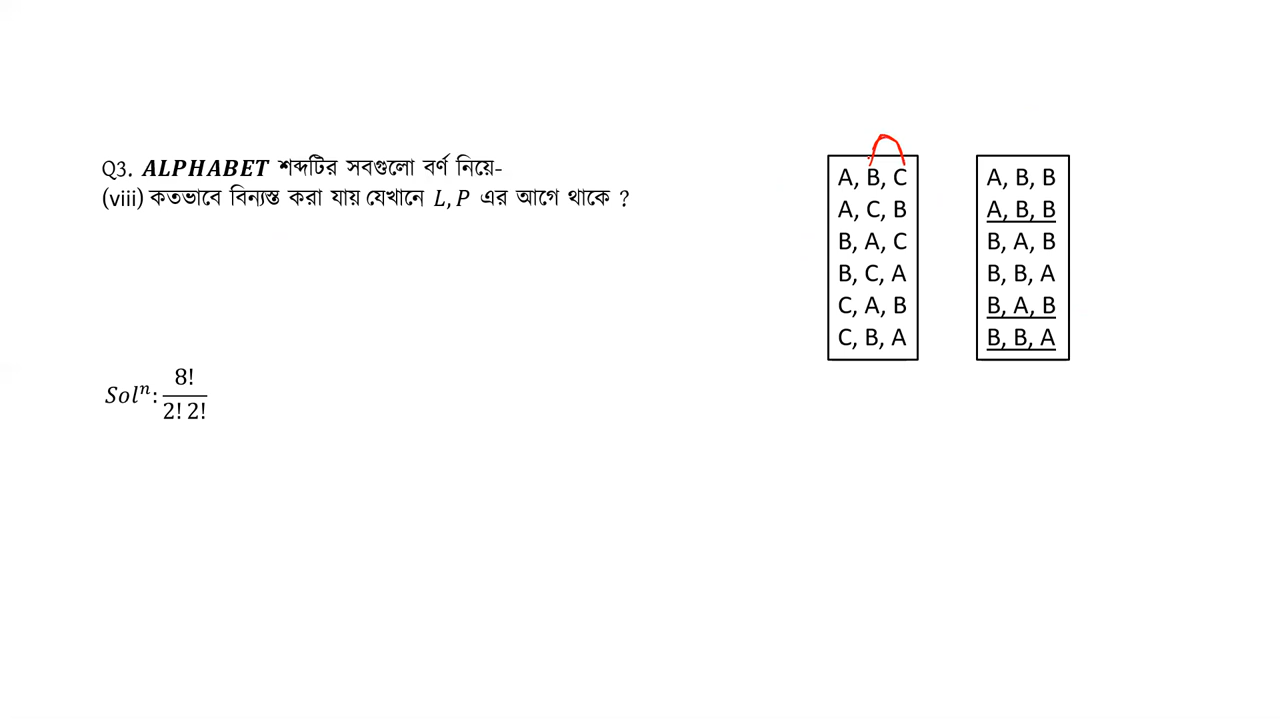 Q3. ALPHABET শব্দটির সবগুলো বর্ণ নিয়ে-
(viii) কতভাবে বিন্যস্ত করা যায় যেখানে L, P এর আগে থাকে ?
Solⁿ: 8!/(2! 2!)
A, B, C
A, C, B
B, A, C
B, C, A
C, A, B
C, B, A
A, B, B
A, B, B
B, A, B
B, B, A
B, A, B
B, B, A